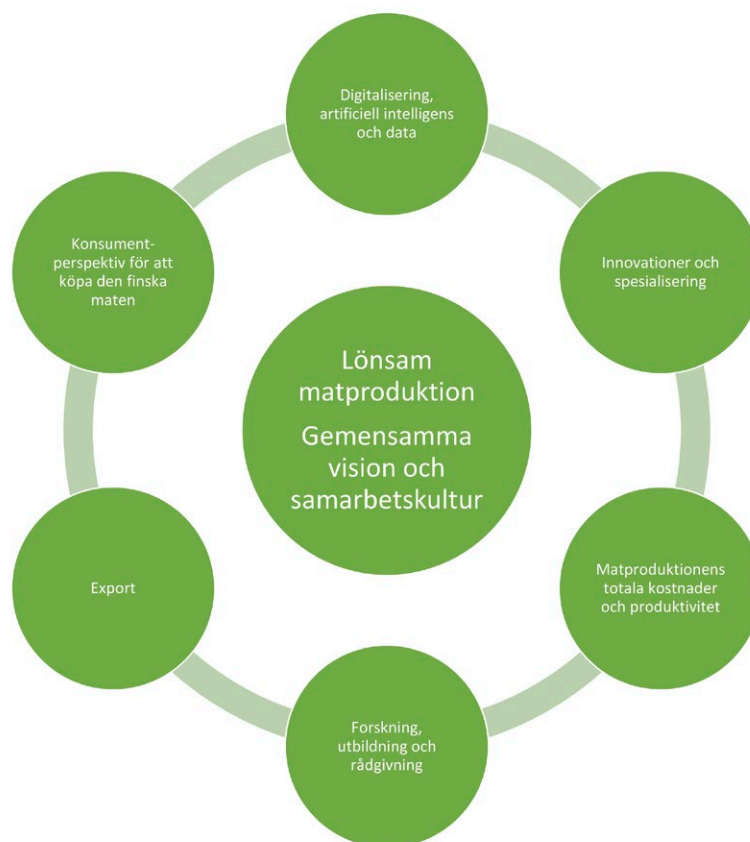 Digitalisering,
artificiell intelligens
och data
Konsument-
perspektiv för att
köpa den finska
maten
Innovationer och
spesialisering
Lönsam
matproduktion
Gemensamma
vision och
samarbetskultur
Export
Matproduktionens
totala kostnader
och produktivitet
Forskning,
utbildning och
rådgivning